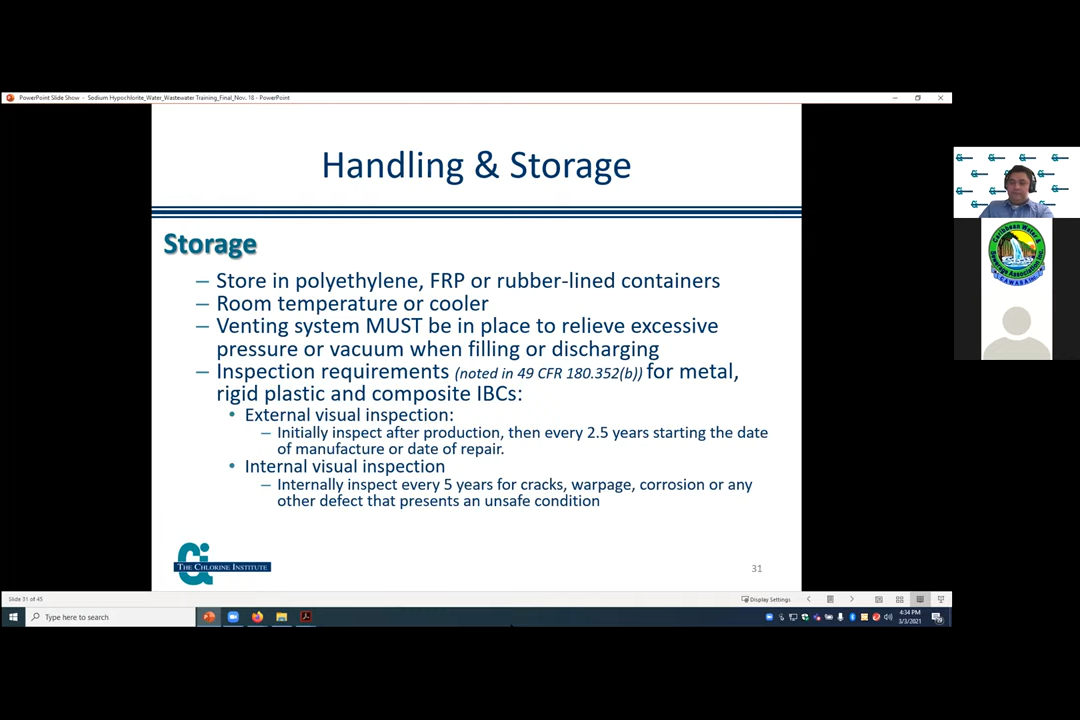 PowerPoint Slide Show - Sodium Hypochlorite_Water_Wastewater Training_Final_Nov. 18 - PowerPoint
Handling & Storage
Storage
– Store in polyethylene, FRP or rubber-lined containers
– Room temperature or cooler
– Venting system MUST be in place to relieve excessive
pressure or vacuum when filling or discharging
– Inspection requirements (noted in 49 CFR 180.352(b)) for metal,
rigid plastic and composite IBCs:
• External visual inspection:
– Initially inspect after production, then every 2.5 years starting the date
of manufacture or date of repair.
• Internal visual inspection
– Internally inspect every 5 years for cracks, warpage, corrosion or any
other defect that presents an unsafe condition
THE CHLORINE INSTITUTE
31
Slide 31 of 45
Display Settings
Type here to search
4:34 PM
3/3/2021
Caribbean Water &
Sewerage Association Inc.